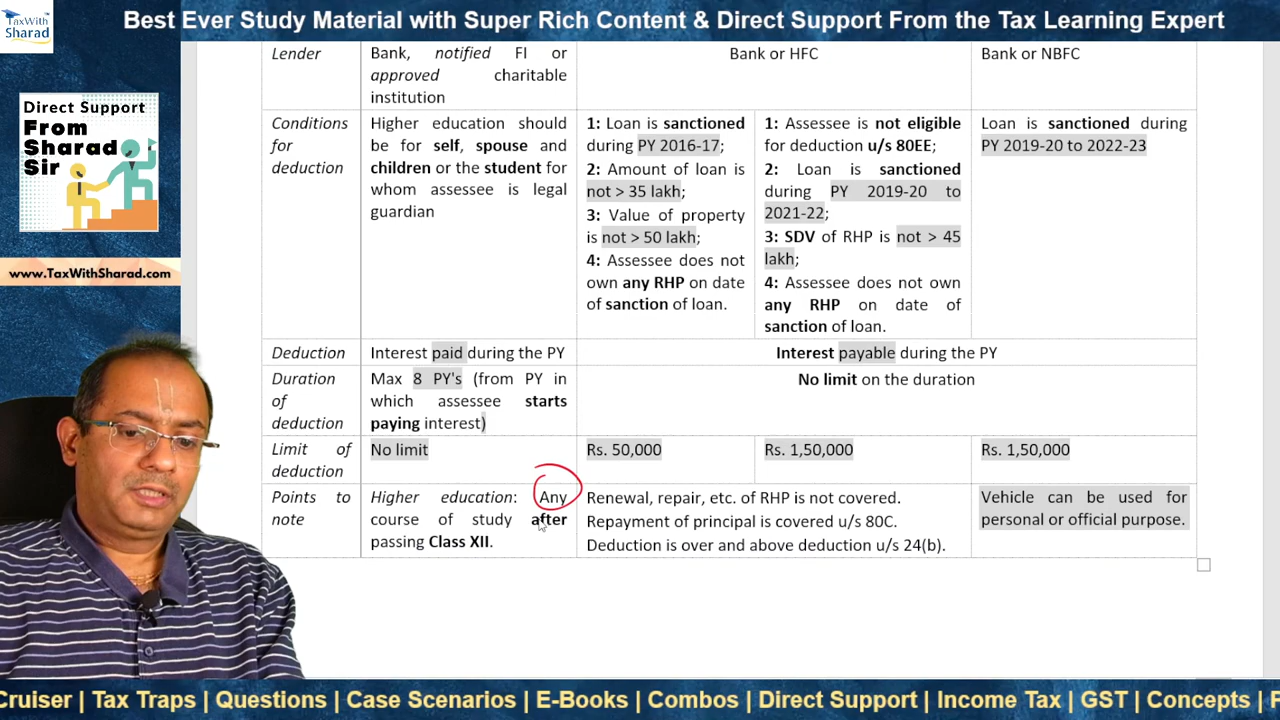 TaxWith
Sharad
Best Ever Study Material with Super Rich Content & Direct Support From the Tax Learning Expert
Direct Support
From
Sharad
Sir
www.TaxWithSharad.com
Lender
Bank, notified FI or
approved charitable
institution
Bank or HFC
Bank or NBFC
Conditions
for
deduction
Higher education should
be for self, spouse and
children or the student for
whom assessee is legal
guardian
1: Loan is sanctioned
during PY 2016-17;
2: Amount of loan is
not > 35 lakh;
3: Value of property
is not > 50 lakh;
4: Assessee does not
own any RHP on date
of sanction of loan.
1: Assessee is not eligible
for deduction u/s 80EE;
2: Loan is sanctioned
during PY 2019-20 to
2021-22;
3: SDV of RHP is not > 45
lakh;
4: Assessee does not own
any RHP on date of
sanction of loan.
Loan is sanctioned during
PY 2019-20 to 2022-23
Deduction
Interest paid during the PY
Interest payable during the PY
Duration
of
deduction
Max 8 PY's (from PY in
which assessee starts
paying interest)
No limit on the duration
Limit of
deduction
No limit
Rs. 50,000
Rs. 1,50,000
Rs. 1,50,000
Points to
note
Higher education: Any
course of study after
passing Class XII.
Renewal, repair, etc. of RHP is not covered.
Repayment of principal is covered u/s 80C.
Deduction is over and above deduction u/s 24(b).
Vehicle can be used for
personal or official purpose.
Cruiser | Tax Traps | Questions | Case Scenarios | E-Books | Combos | Direct Support | Income Tax | GST | Concepts |